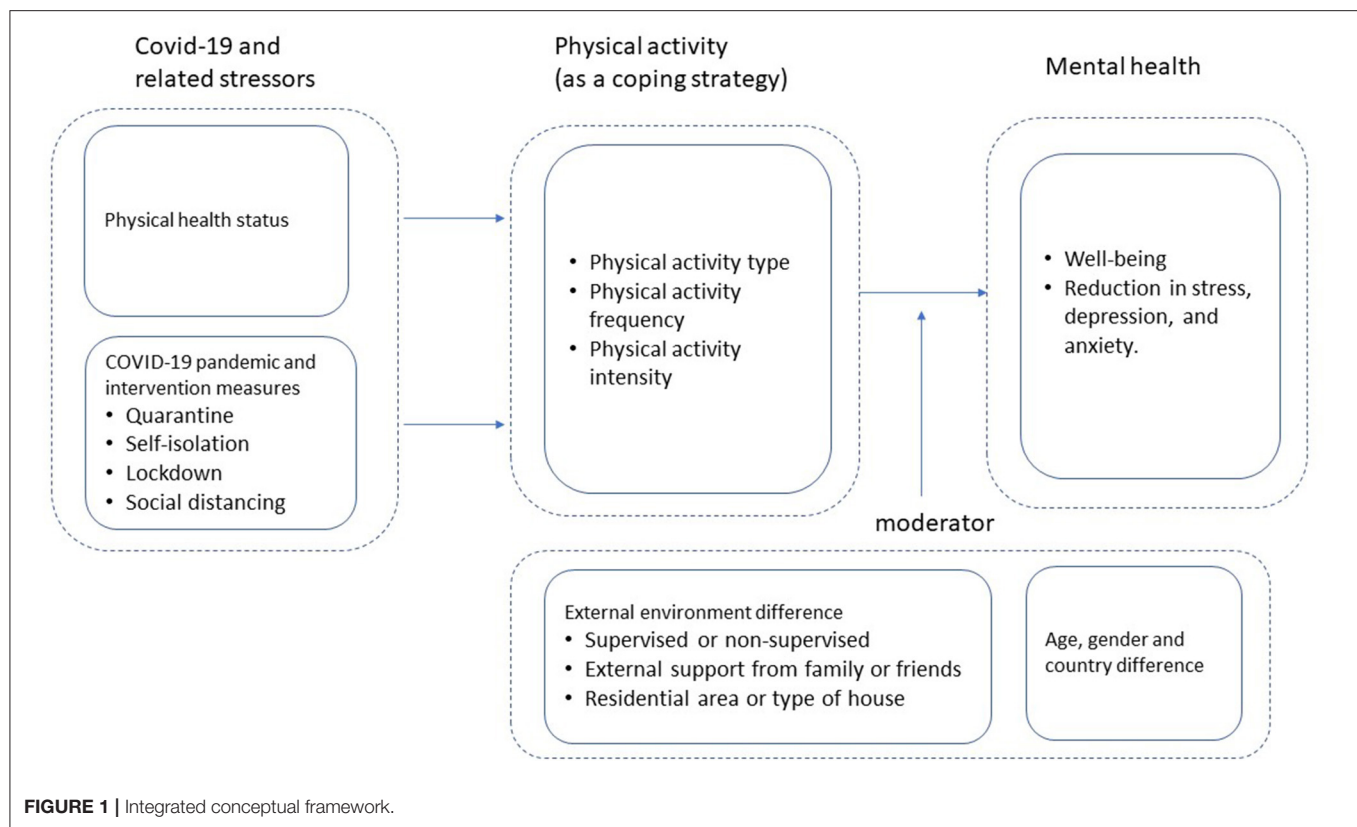 Covid-19 and
related stressors
Physical health status
COVID-19 pandemic and
intervention measures
• Quarantine
• Self-isolation
• Lockdown
• Social distancing
Physical activity
(as a coping strategy)
• Physical activity type
• Physical activity
frequency
• Physical activity
intensity
Mental health
• Well-being
• Reduction in stress,
depression, and
anxiety.
moderator
External environment difference
• Supervised or non-supervised
• External support from family or friends
• Residential area or type of house
Age, gender and
country difference
FIGURE 1 | Integrated conceptual framework.